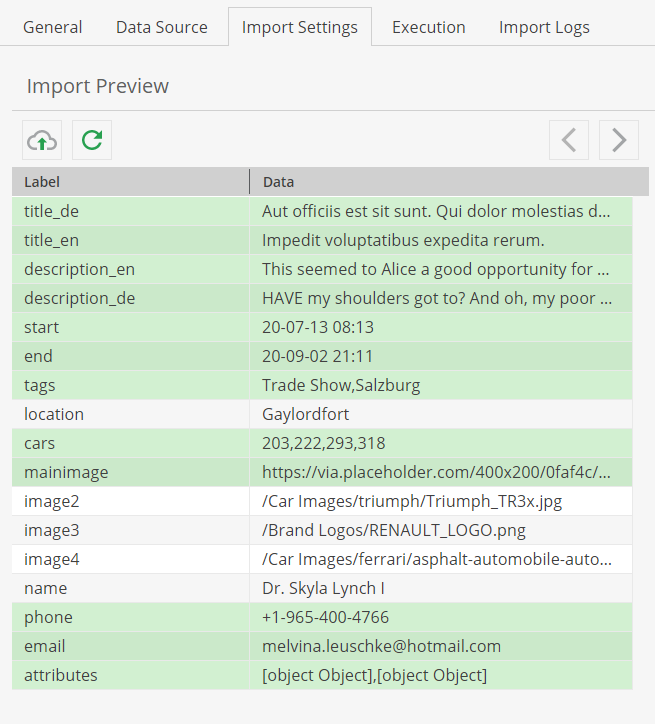 General Data Source Import Settings Execution Import Logs
Import Preview
Label Data
title_de Aut officiis est sit sunt. Qui dolor molestias d...
title_en Impedit voluptatibus expedita rerum.
description_en This seemed to Alice a good opportunity for ...
description_de HAVE my shoulders got to? And oh, my poor ...
start 20-07-13 08:13
end 20-09-02 21:11
tags Trade Show,Salzburg
location Gaylordfort
cars 203,222,293,318
mainimage https://via.placeholder.com/400x200/0faf4c/...
image2 /Car Images/triumph/Triumph_TR3x.jpg
image3 /Brand Logos/RENAULT_LOGO.png
image4 /Car Images/ferrari/asphalt-automobile-auto...
name Dr. Skyla Lynch I
phone +1-965-400-4766
email melvina.leuschke@hotmail.com
attributes [object Object],[object Object]